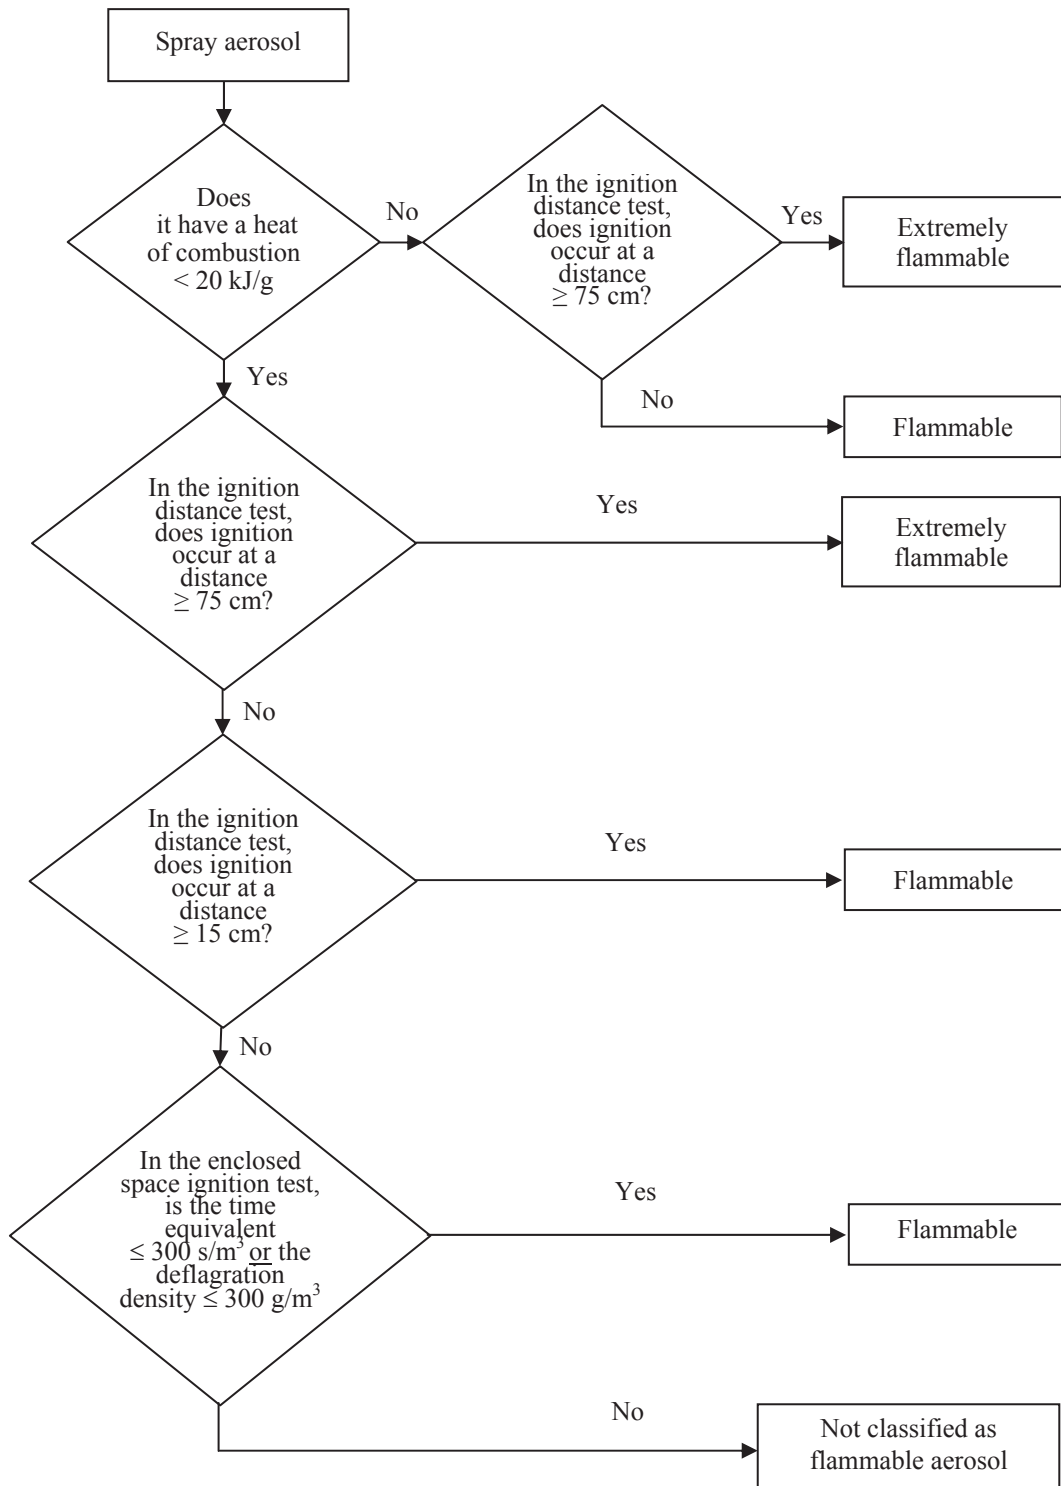 Spray aerosol
Does
it have a heat
of combustion
< 20 kJ/g
No
In the ignition
distance test,
does ignition
occur at a
distance
≥ 75 cm?
Yes
Extremely
flammable
No
Flammable
Yes
In the ignition
distance test,
does ignition
occur at a
distance
≥ 75 cm?
Yes
Extremely
flammable
No
In the ignition
distance test,
does ignition
occur at a
distance
≥ 15 cm?
Yes
Flammable
No
In the enclosed
space ignition test,
is the time
equivalent
≤ 300 s/m³ or the
deflagration
density ≤ 300 g/m³
Yes
Flammable
No
Not classified as
flammable aerosol